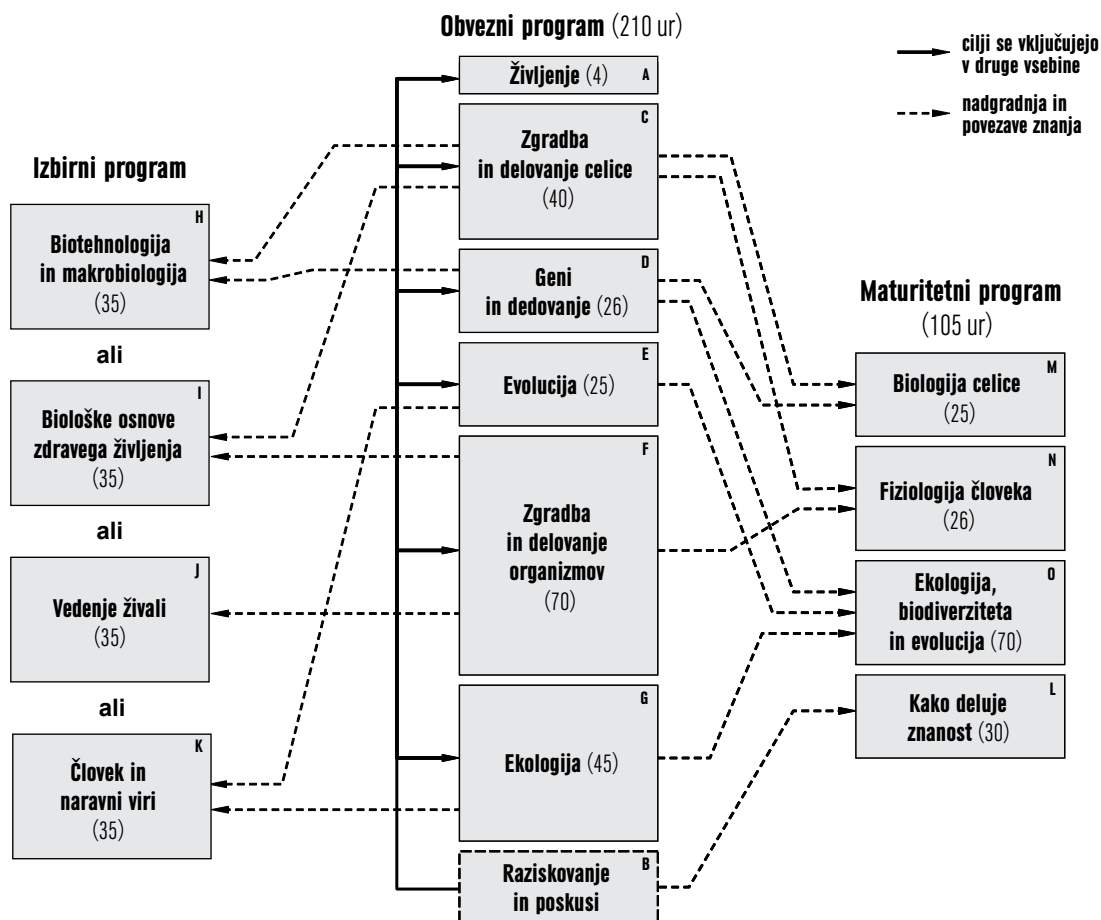 Obvezni program (210 ur)
cilji se vključujejo
v druge vsebine
nadgradnja in
povezave znanja
Življenje (4)
A
C
Zgradba
in delovanje celice
(40)
D
Geni
in dedovanje (26)
E
Evolucija (25)
F
Zgradba
in delovanje
organizmov
(70)
G
Ekologija (45)
B
Raziskovanje
in poskusi
Izbirni program
H
Biotehnologija
in makrobiologija
(35)
ali
I
Biološke osnove
zdravega življenja
(35)
ali
J
Vedenje živali
(35)
ali
K
Človek in
naravni viri
(35)
Maturitetni program
(105 ur)
M
Biologija celice
(25)
N
Fiziologija človeka
(26)
O
Ekologija,
biodiverziteta
in evolucija (70)
L
Kako deluje
znanost (30)